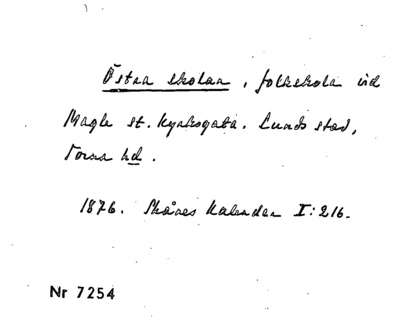 Östra skolan, folkskola vid
Magle st. Kyrkogata. Lunds stad,
Torna hd.
1876. Skånes Kalender I:216.
Nr 7254